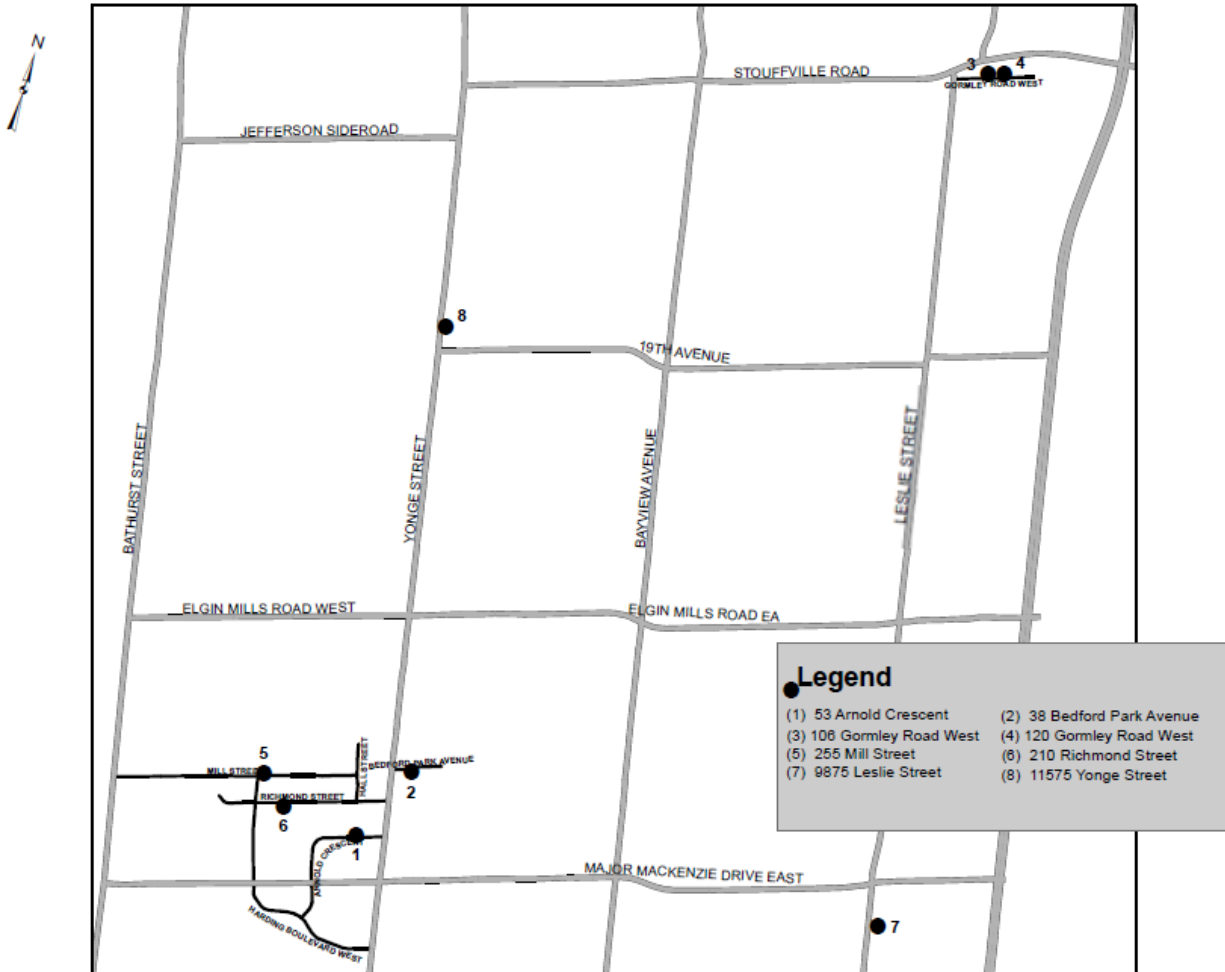 N
3 4
STOUFFVILLE ROAD
GORMLEY ROAD WEST
JEFFERSON SIDEROAD
8
19TH AVENUE
BATHURST STREET
YONGE STREET
BAYVIEW AVENUE
LESLIE STREET
ELGIN MILLS ROAD WEST
ELGIN MILLS ROAD EA
Legend
(1) 53 Arnold Crescent (2) 38 Bedford Park Avenue
(3) 106 Gormley Road West (4) 120 Gormley Road West
(5) 255 Mill Street (6) 210 Richmond Street
(7) 9875 Leslie Street (8) 11575 Yonge Street
5
MILL STREET
HALL STREET
BEDFORD PARK AVENUE
2
RICHMOND STREET
6
1
ARNOLD CRESCENT
MAJOR MACKENZIE DRIVE EAST
HARDING BOULEVARD WEST
7